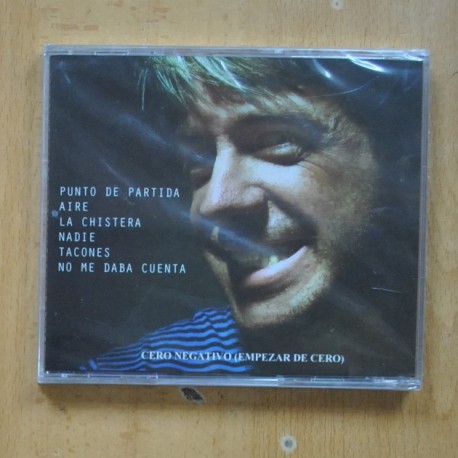 PUNTO DE PARTIDA
AIRE
LA CHISTERA
NADIE
TACONES
NO ME DABA CUENTA
CERO NEGATIVO (EMPEZAR DE CERO)